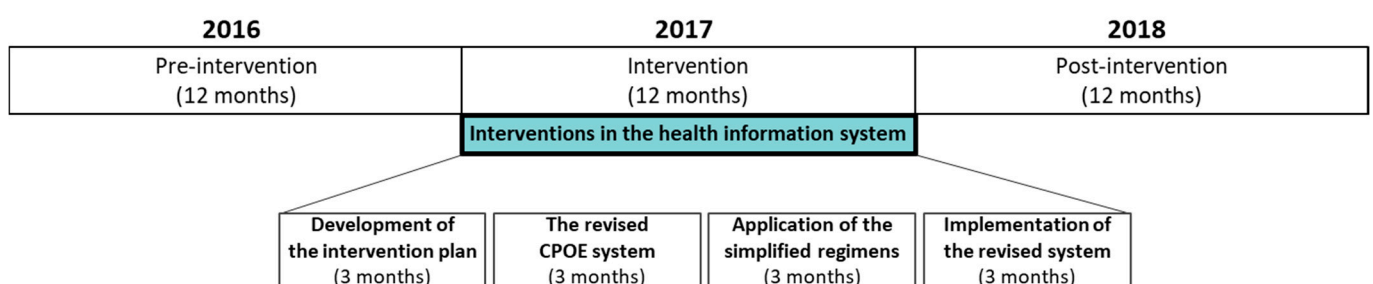 2016
2017
2018
Pre-intervention
(12 months)
Intervention
(12 months)
Post-intervention
(12 months)
Interventions in the health information system
Development of
the intervention plan
(3 months)
The revised
CPOE system
(3 months)
Application of the
simplified regimens
(3 months)
Implementation of
the revised system
(3 months)